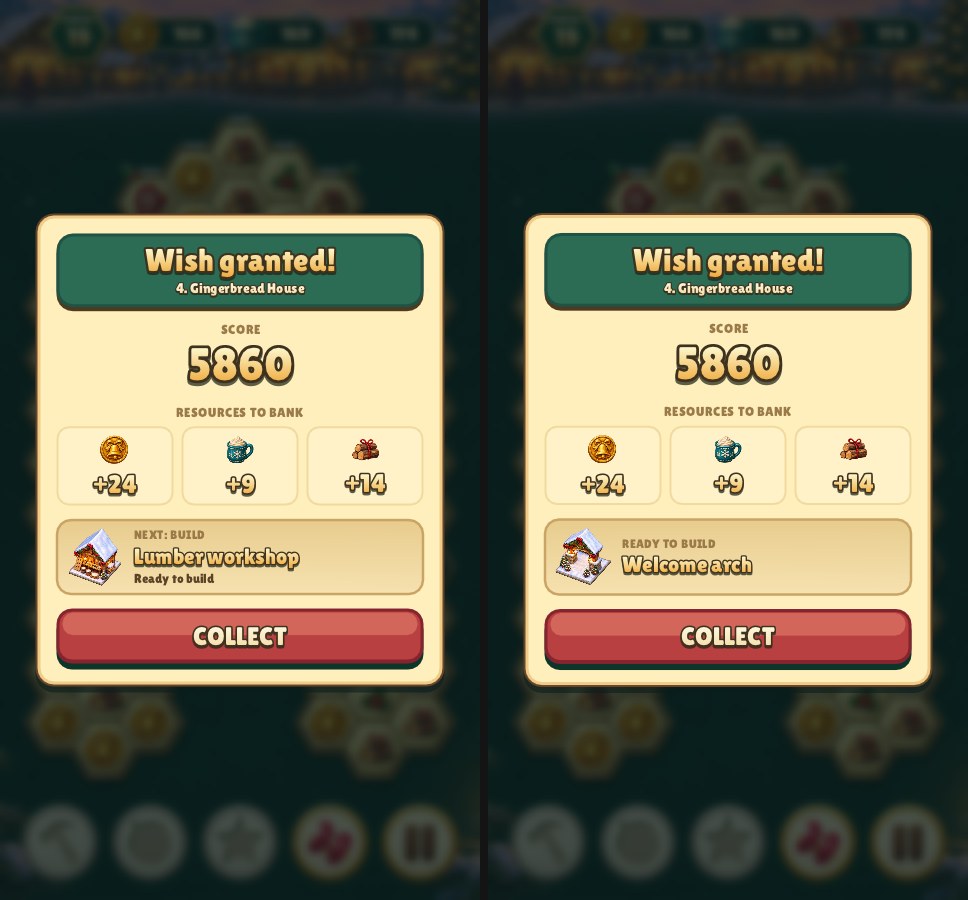 Wish granted!
4. Gingerbread House
SCORE
5860
RESOURCES TO BANK
+24
+9
+14
NEXT: BUILD
Lumber workshop
Ready to build
COLLECT
Wish granted!
4. Gingerbread House
SCORE
5860
RESOURCES TO BANK
+24
+9
+14
READY TO BUILD
Welcome arch
COLLECT